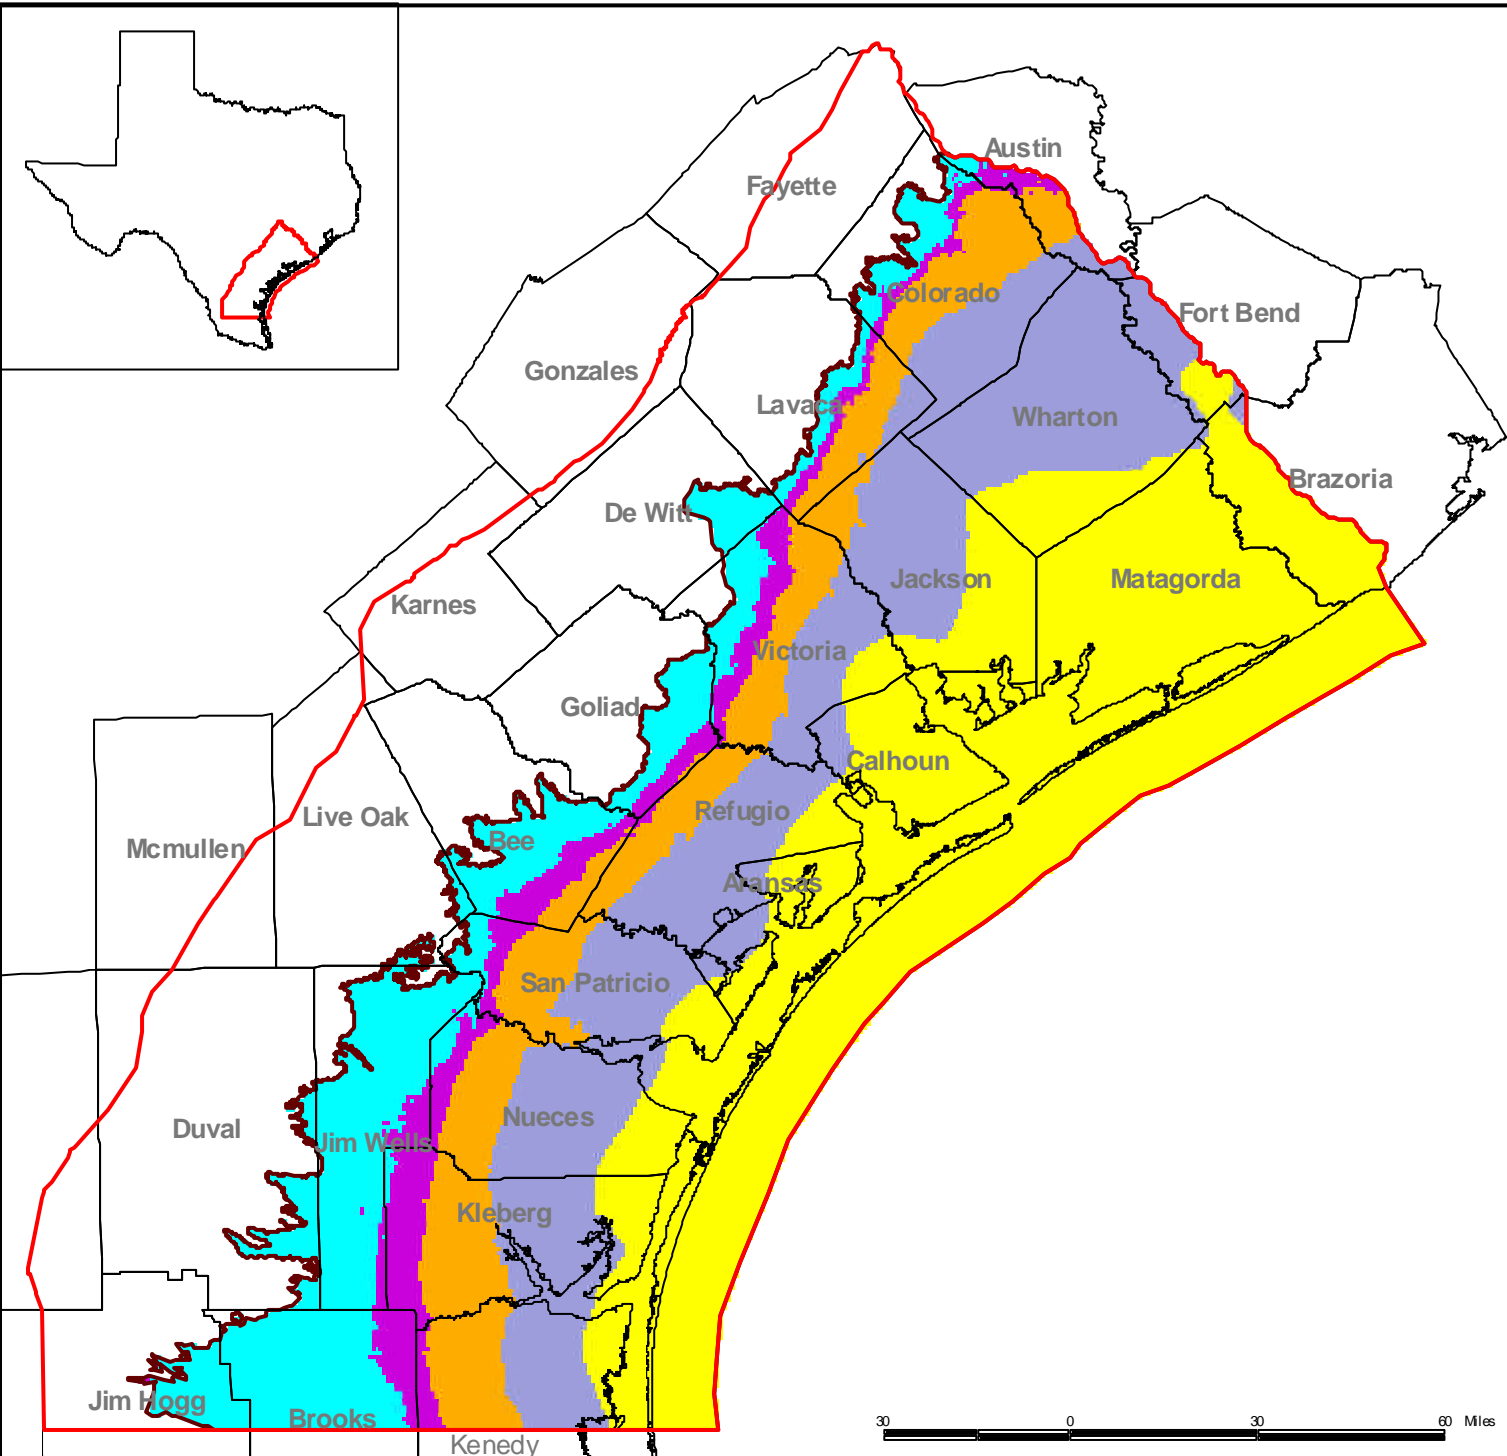 Austin
Fayette
Colorado
Fort Bend
Gonzales
Lavaca
Wharton
Brazoria
De Witt
Jackson
Matagorda
Karnes
Victoria
Goliad
Calhoun
Refugio
Live Oak
Bee
Mcmullen
Aransas
San Patricio
Nueces
Duval
Jim Wells
Kleberg
Jim Hogg
Brooks
Kenedy
30 0 30 60 Miles